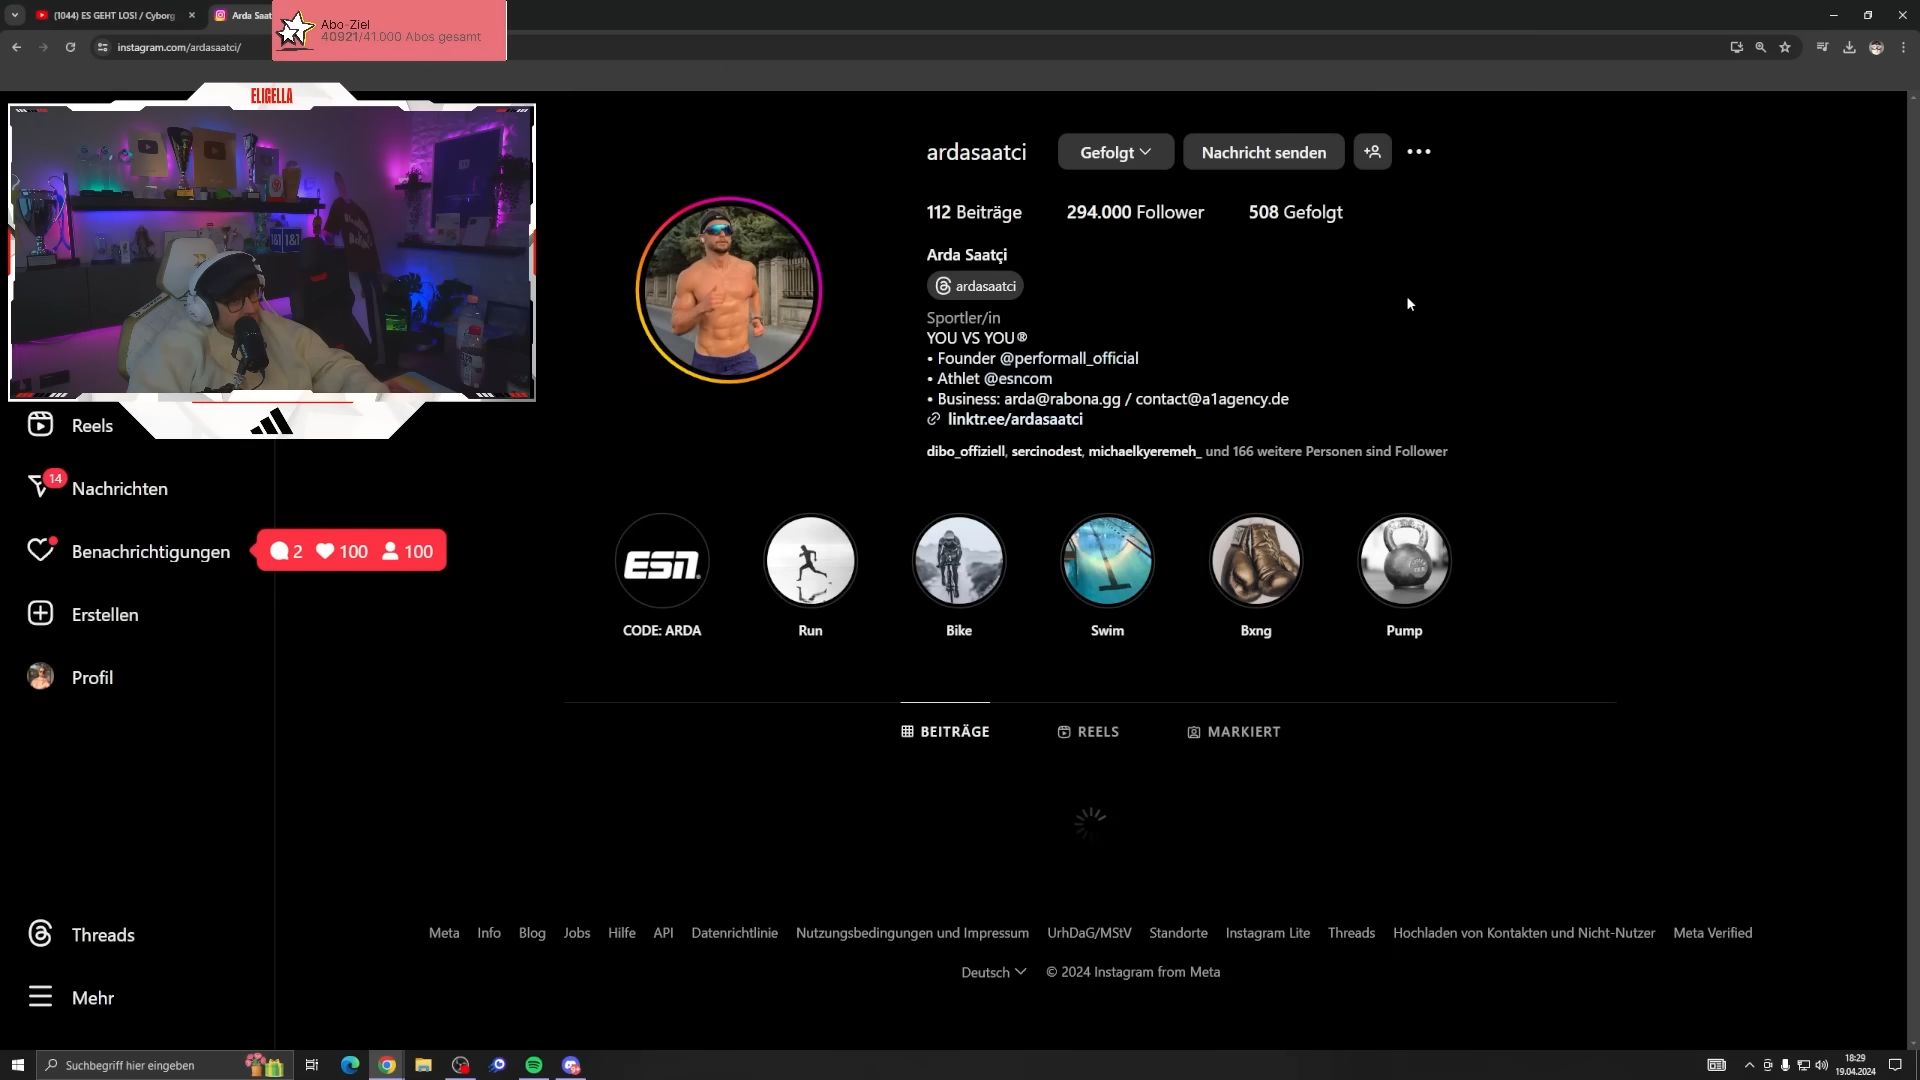 (1044) ES GEHT LOS! / Cyborg
Arda Saat
Abo-Ziel
40921/41.000 Abos gesamt
instagram.com/ardasaatci/
ELIGELLA
1&1
ardasaatci
Gefolgt
Nachricht senden
112 Beiträge
294.000 Follower
508 Gefolgt
Arda Saatçi
ardasaatci
Sportler/in
YOU VS YOU®
• Founder @performall_official
• Athlet @esncom
• Business: arda@rabona.gg / contact@a1agency.de
linktr.ee/ardasaatci
dibo_offiziell, sercinodest, michaelkyeremeh_ und 166 weitere Personen sind Follower
Reels
14
Nachrichten
Benachrichtigungen
2 100 100
Erstellen
Profil
ESN
CODE: ARDA
Run
Bike
Swim
Bxng
Pump
BEITRÄGE
REELS
MARKIERT
Threads
Mehr
Meta Info Blog Jobs Hilfe API Datenrichtlinie Nutzungsbedingungen und Impressum UrhDaG/MStV Standorte Instagram Lite Threads Hochladen von Kontakten und Nicht-Nutzer Meta Verified
Deutsch © 2024 Instagram from Meta
Suchbegriff hier eingeben
18:29
19.04.2024